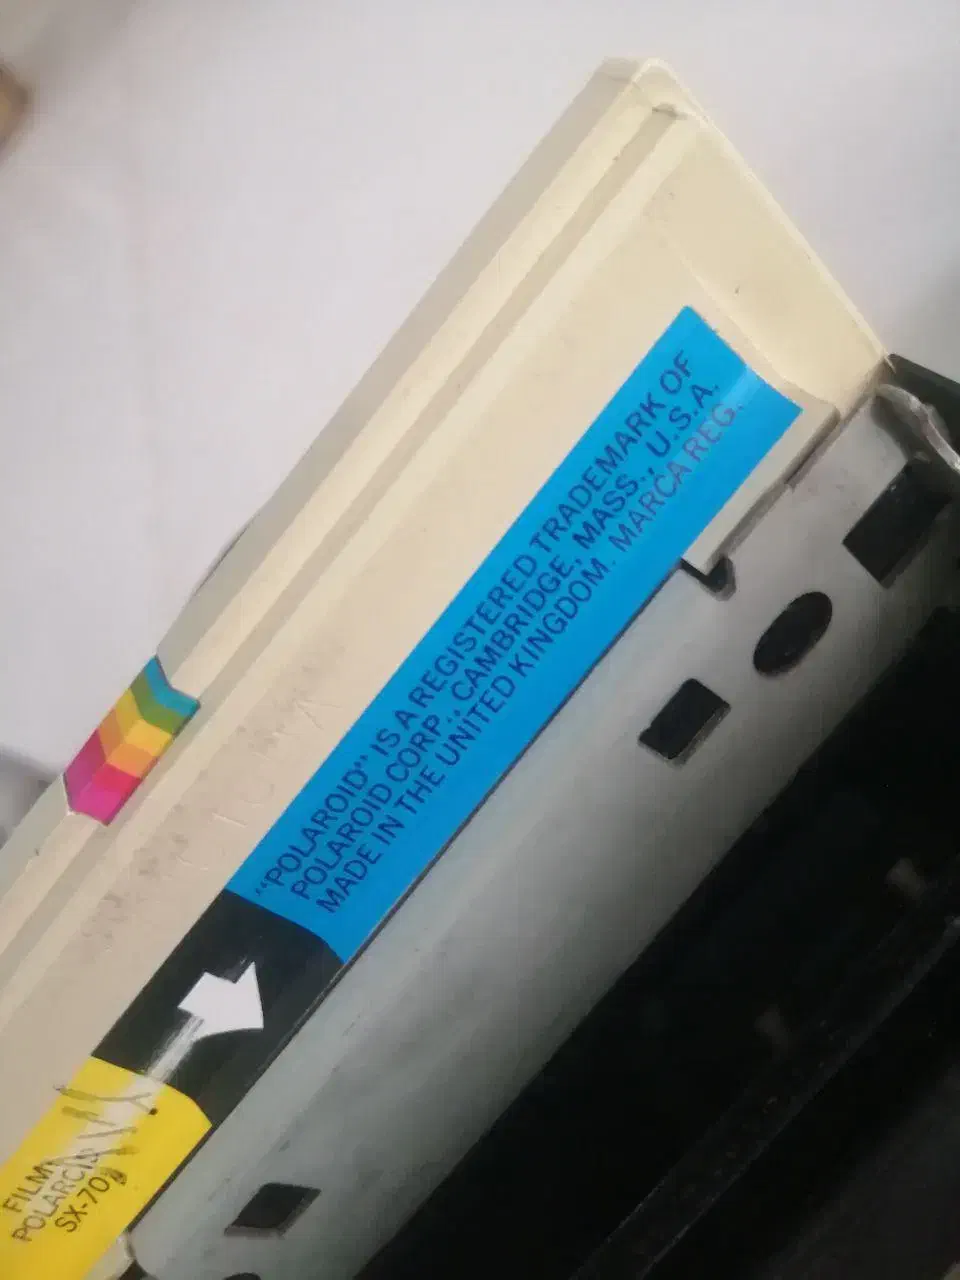 "POLAROID" IS A REGISTERED TRADEMARK OF
POLAROID CORP., CAMBRIDGE, MASS., U.S.A.
MADE IN THE UNITED KINGDOM. MARCA REG.
FILM
POLAROID
SX-70